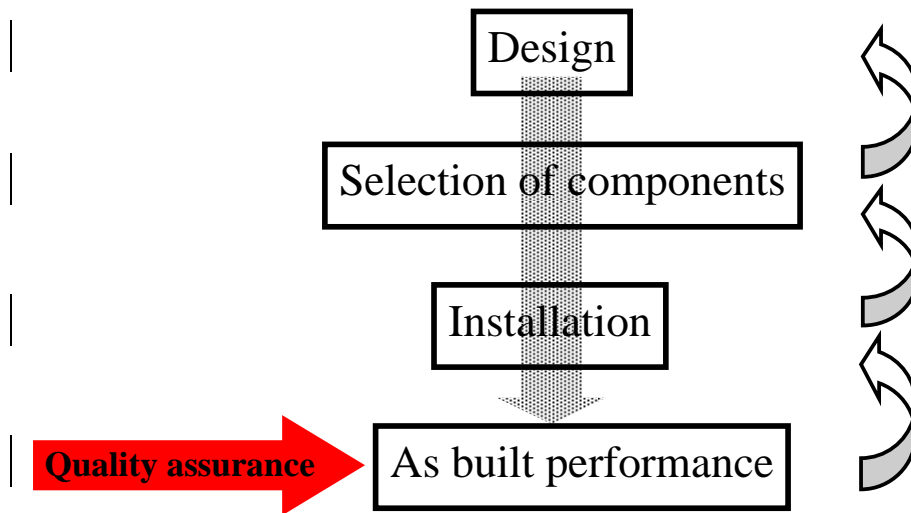 Design
Selection of components
Installation
Quality assurance
As built performance